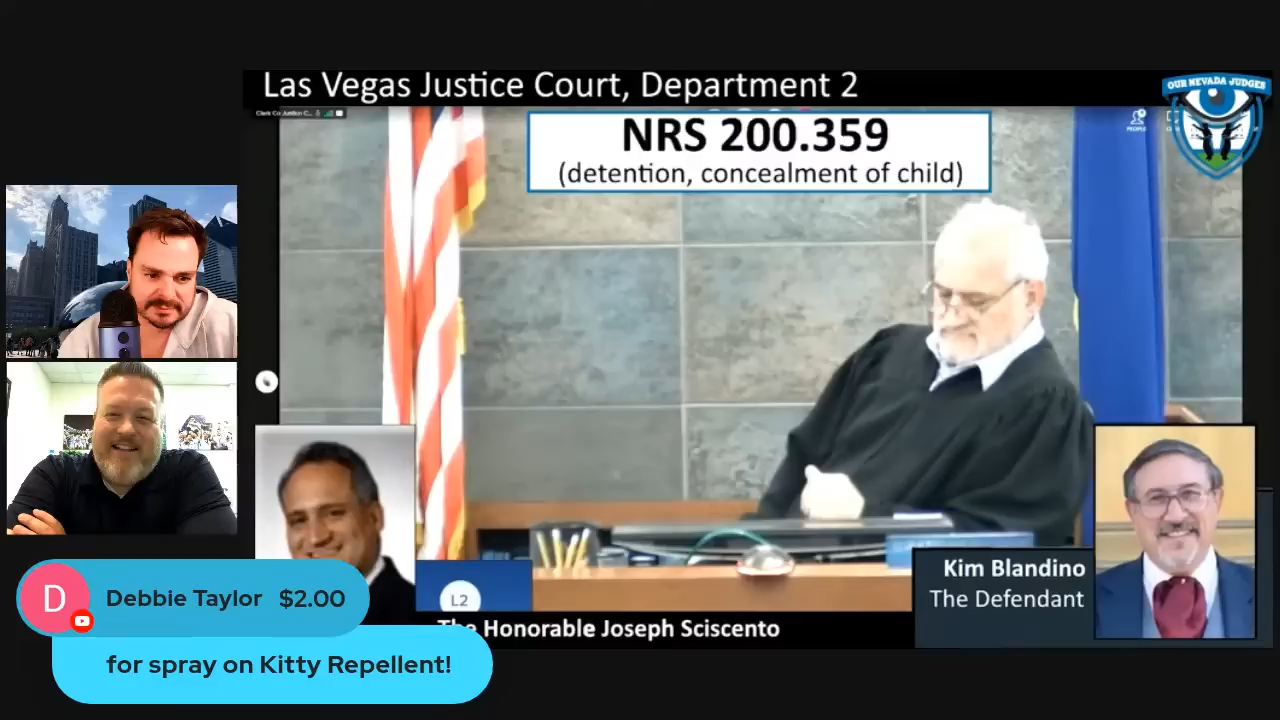 Las Vegas Justice Court, Department 2
OUR NEVADA JUDGES
NRS 200.359
(detention, concealment of child)
PEOPLE
L2
Kim Blandino
The Defendant
The Honorable Joseph Sciscento
D
Debbie Taylor $2.00
for spray on Kitty Repellent!